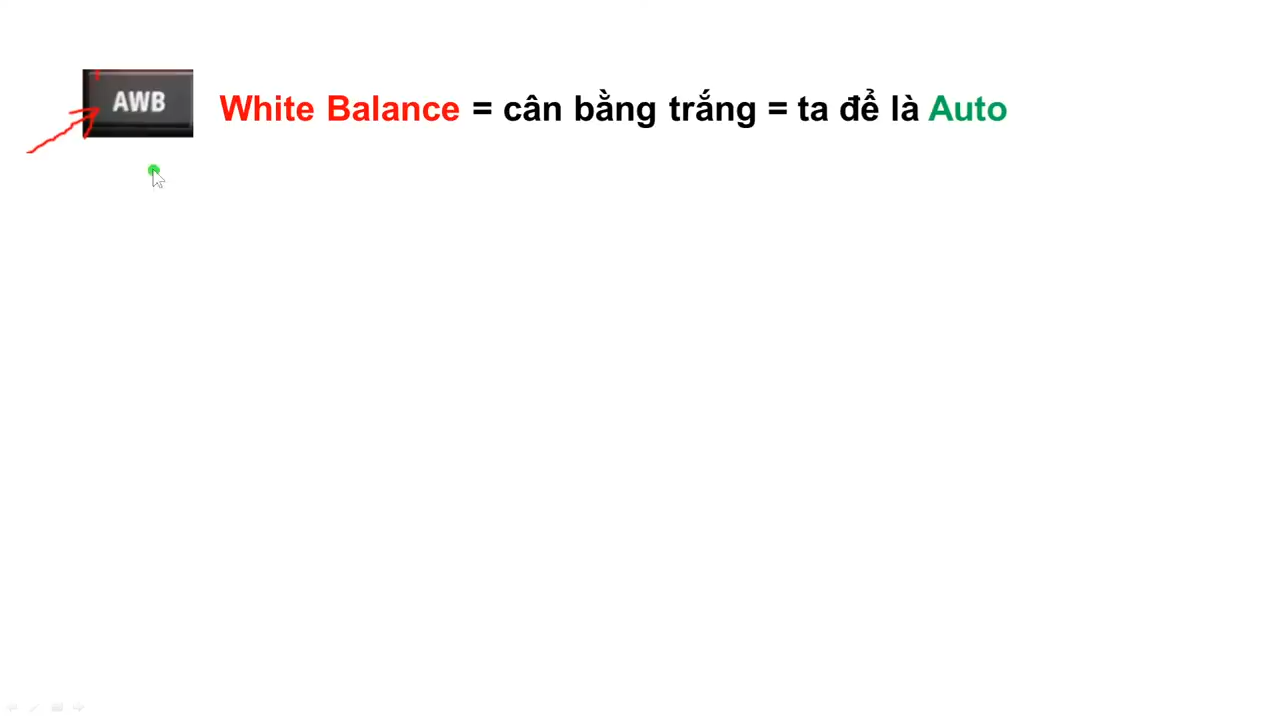 AWB
White Balance = cân bằng trắng = ta để là Auto